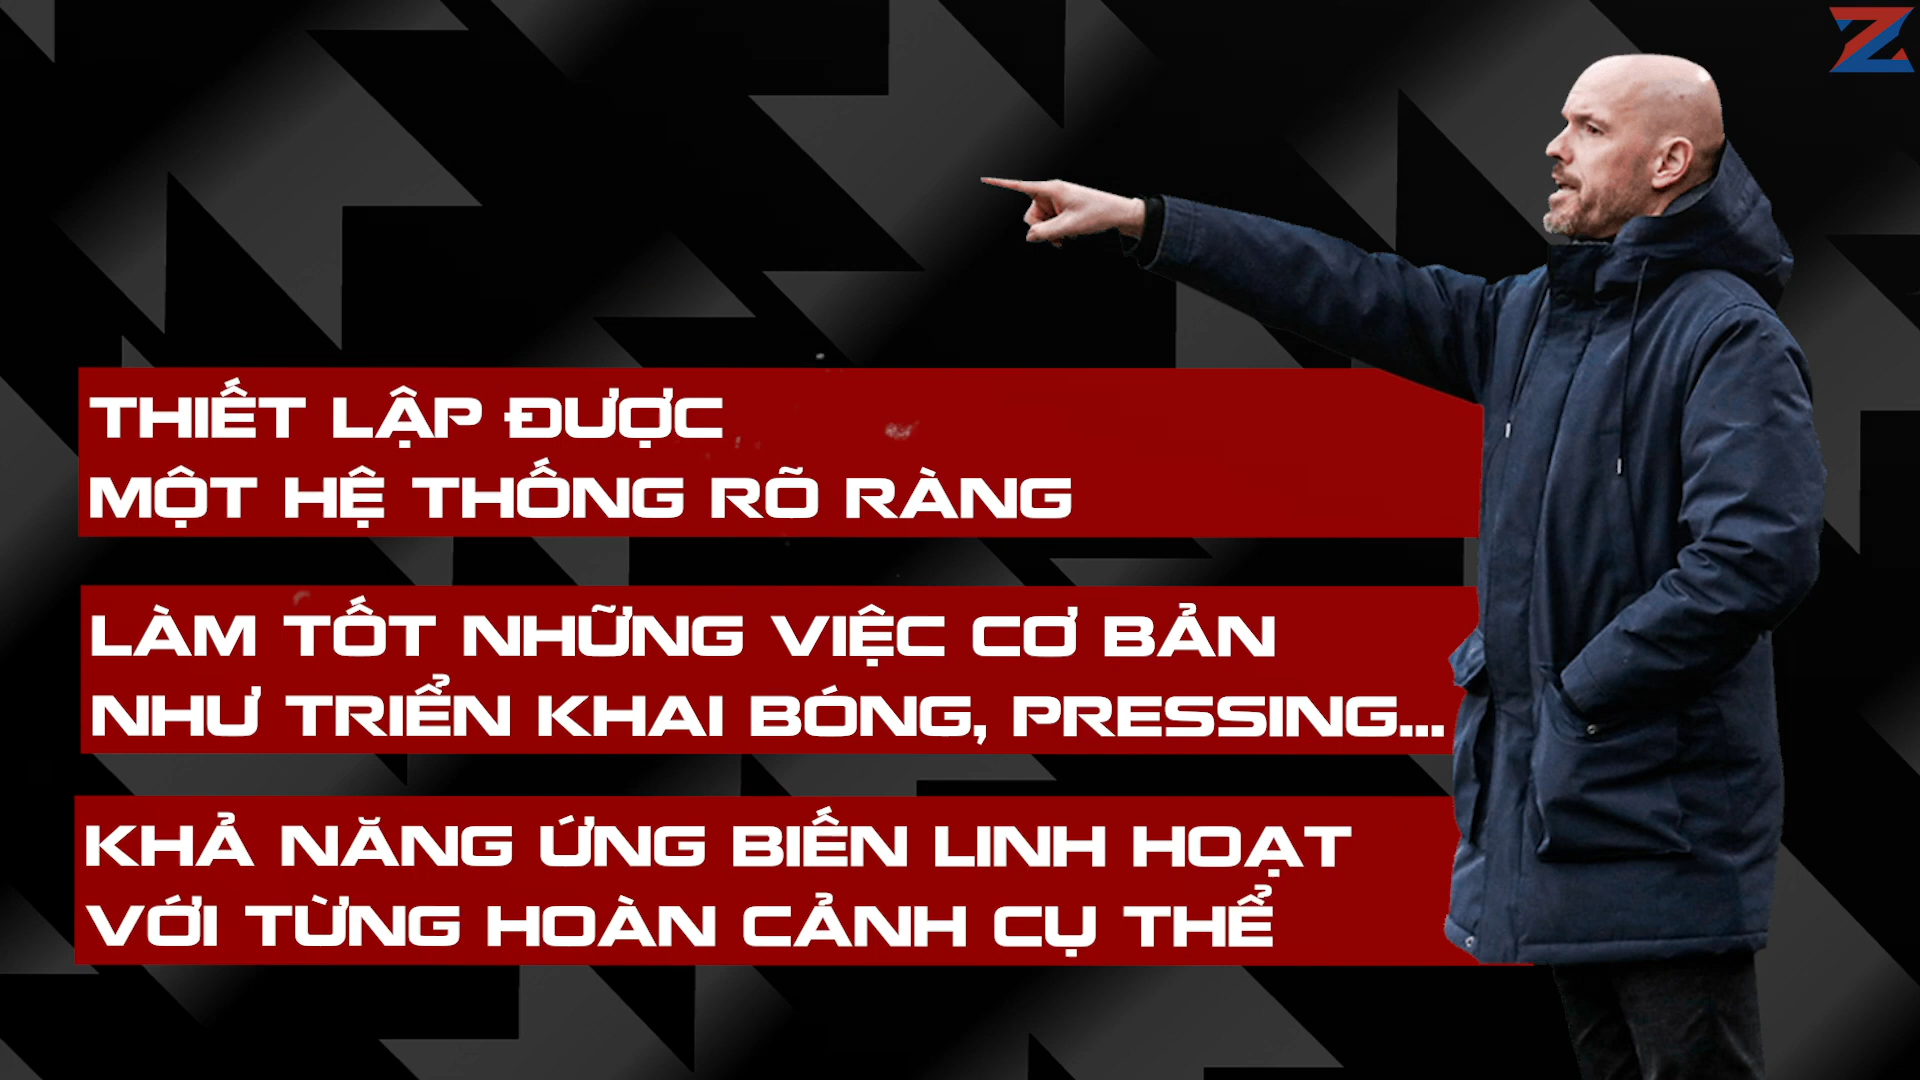 THIẾT LẬP ĐƯỢC
MỘT HỆ THỐNG RÕ RÀNG
LÀM TỐT NHỮNG VIỆC CƠ BẢN
NHƯ TRIỂN KHAI BÓNG, PRESSING...
KHẢ NĂNG ỨNG BIẾN LINH HOẠT
VỚI TỪNG HOÀN CẢNH CỤ THỂ